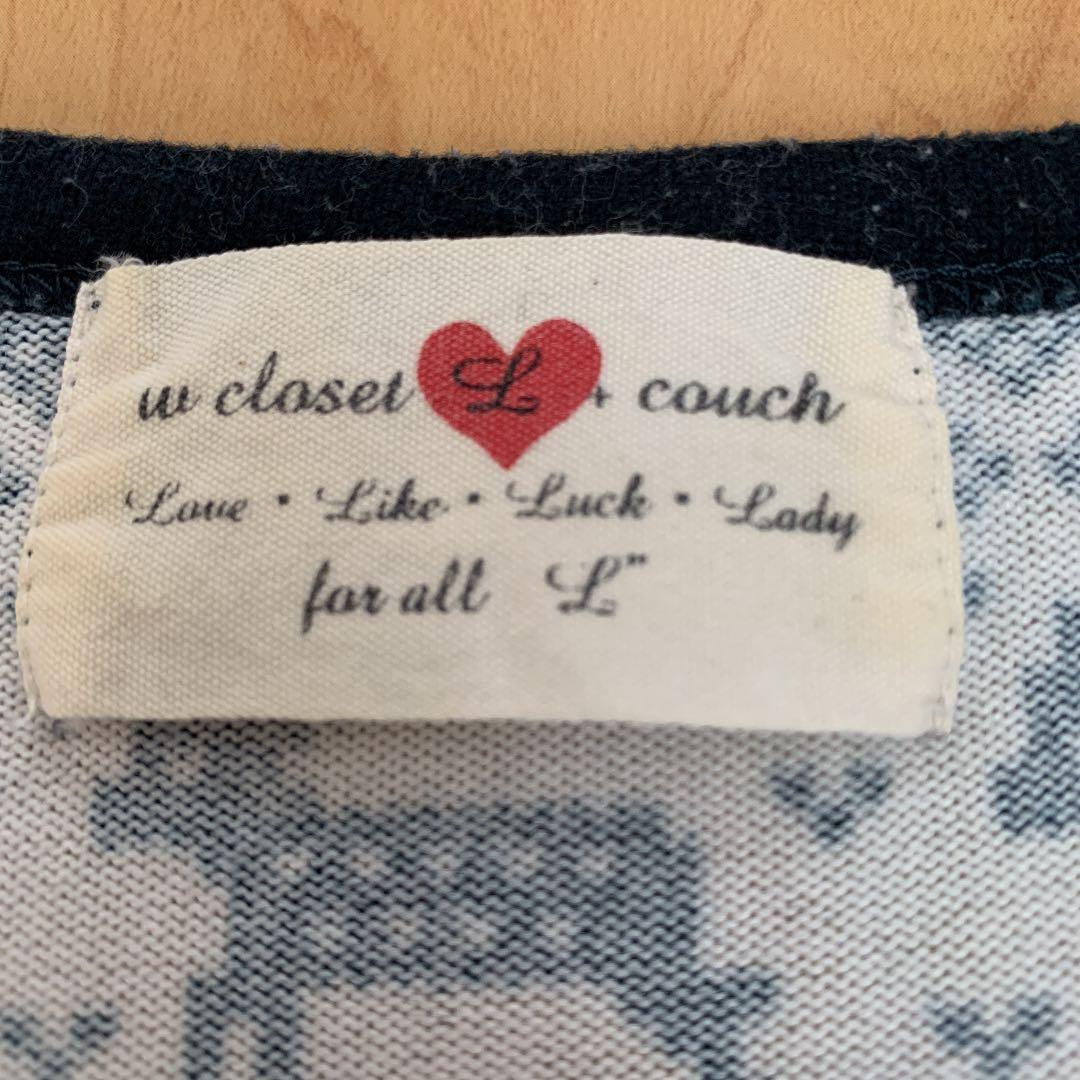 w closet L + couch
Love • Like • Luck • Lady
for all L"